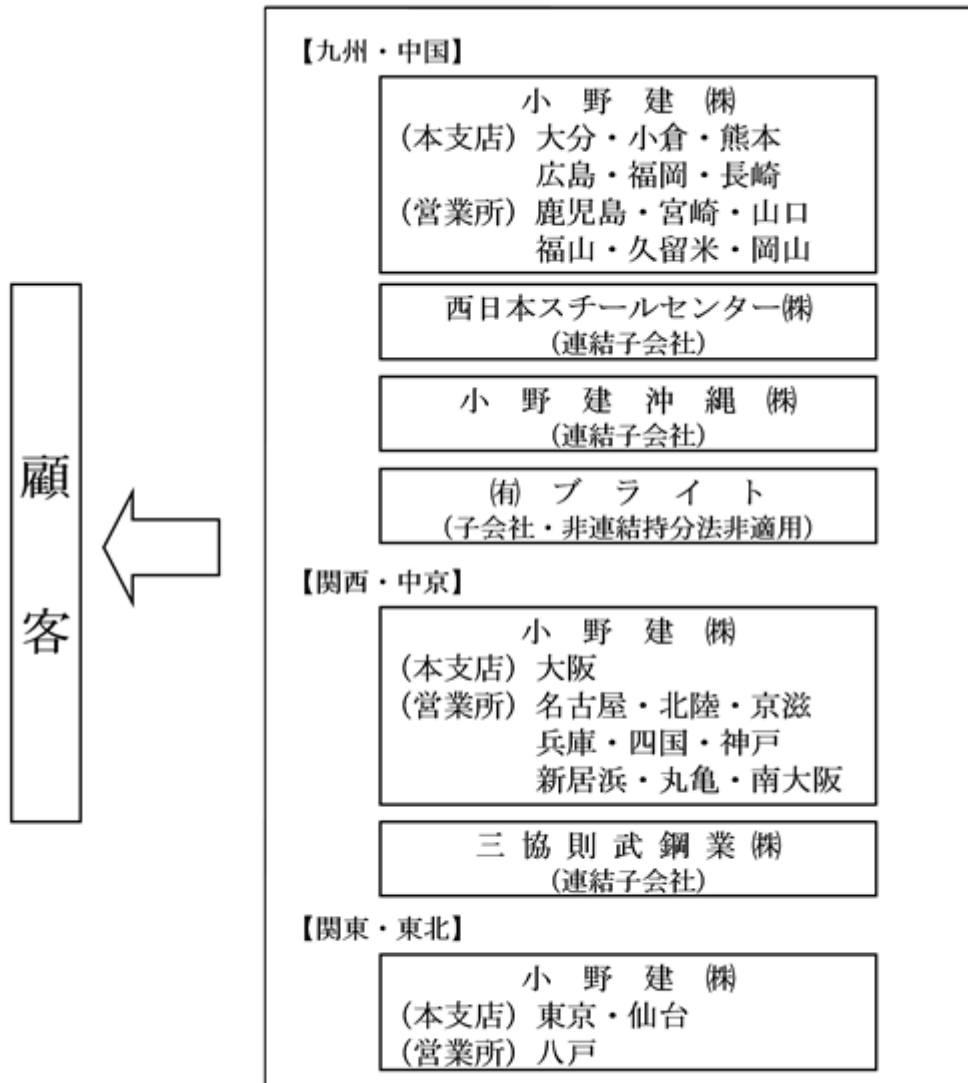 【九州・中国】
小野建㈱
(本支店) 大分・小倉・熊本
広島・福岡・長崎
(営業所) 鹿児島・宮崎・山口
福山・久留米・岡山
西日本スチールセンター㈱
(連結子会社)
小野建沖縄㈱
(連結子会社)
㈲ブライト
(子会社・非連結持分法非適用)
【関西・中京】
小野建㈱
(本支店) 大阪
(営業所) 名古屋・北陸・京滋
兵庫・四国・神戸
新居浜・丸亀・南大阪
三協則武鋼業㈱
(連結子会社)
【関東・東北】
小野建㈱
(本支店) 東京・仙台
(営業所) 八戸
顧客